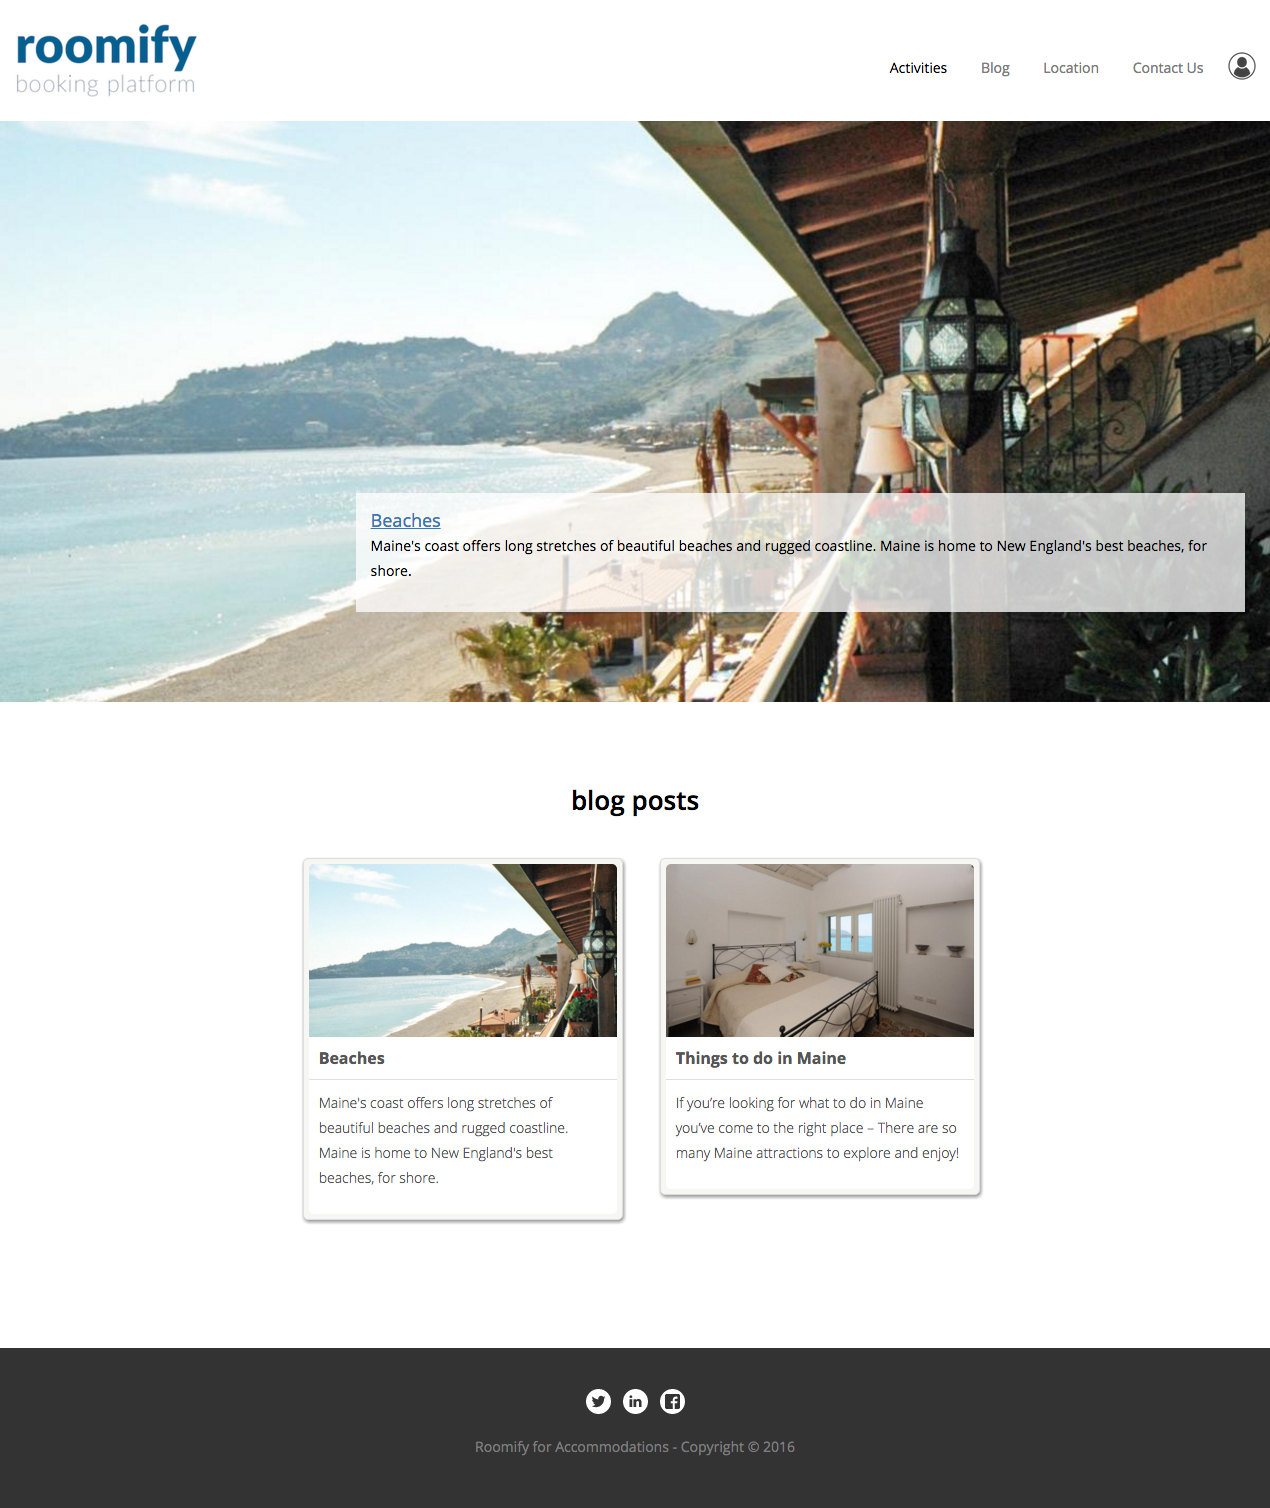 roomify
booking platform
Activities Blog Location Contact Us
Beaches
Maine's coast offers long stretches of beautiful beaches and rugged coastline. Maine is home to New England's best beaches, for
shore.
blog posts
Beaches
Maine's coast offers long stretches of
beautiful beaches and rugged coastline.
Maine is home to New England's best
beaches, for shore.
Things to do in Maine
If you’re looking for what to do in Maine
you’ve come to the right place – There are so
many Maine attractions to explore and enjoy!
Roomify for Accommodations - Copyright © 2016